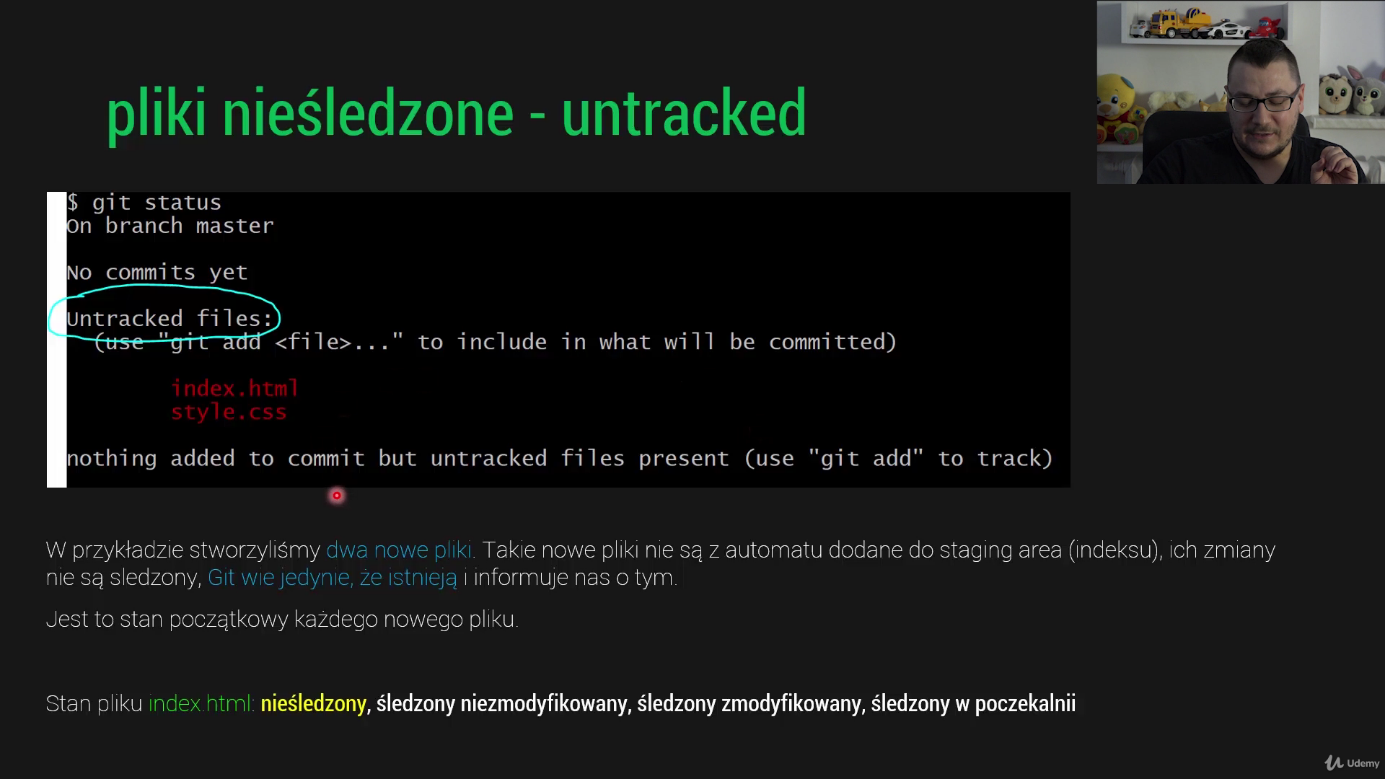 pliki nieśledzone - untracked
$ git status
On branch master
No commits yet
Untracked files:
(use "git add <file>..." to include in what will be committed)
index.html
style.css
nothing added to commit but untracked files present (use "git add" to track)
W przykładzie stworzyliśmy dwa nowe pliki. Takie nowe pliki nie są z automatu dodane do staging area (indeksu), ich zmiany
nie są sledzony, Git wie jedynie, że istnieją i informuje nas o tym.
Jest to stan początkowy każdego nowego pliku.
Stan pliku index.html: nieśledzony, śledzony niezmodyfikowany, śledzony zmodyfikowany, śledzony w poczekalnii
Udemy